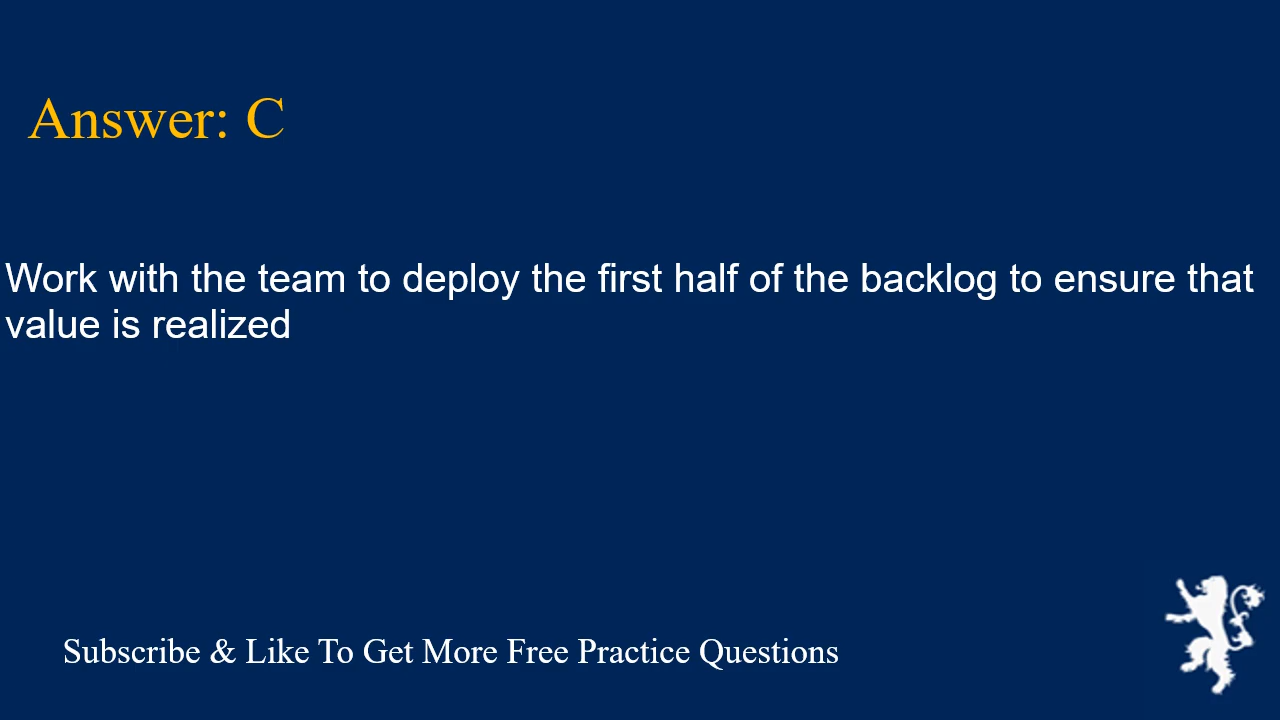 Answer: C
Work with the team to deploy the first half of the backlog to ensure that
value is realized
Subscribe & Like To Get More Free Practice Questions